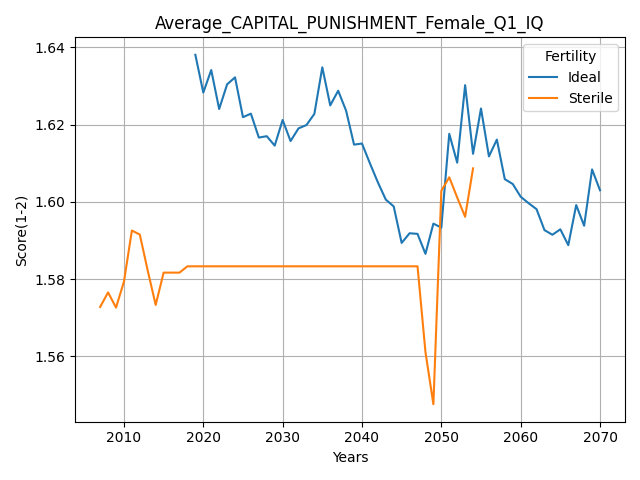 Average_CAPITAL_PUNISHMENT_Female_Q1_IQ
Fertility
Ideal
Sterile
Score(1-2)
1.64
1.62
1.60
1.58
1.56
2010 2020 2030 2040 2050 2060 2070
Years